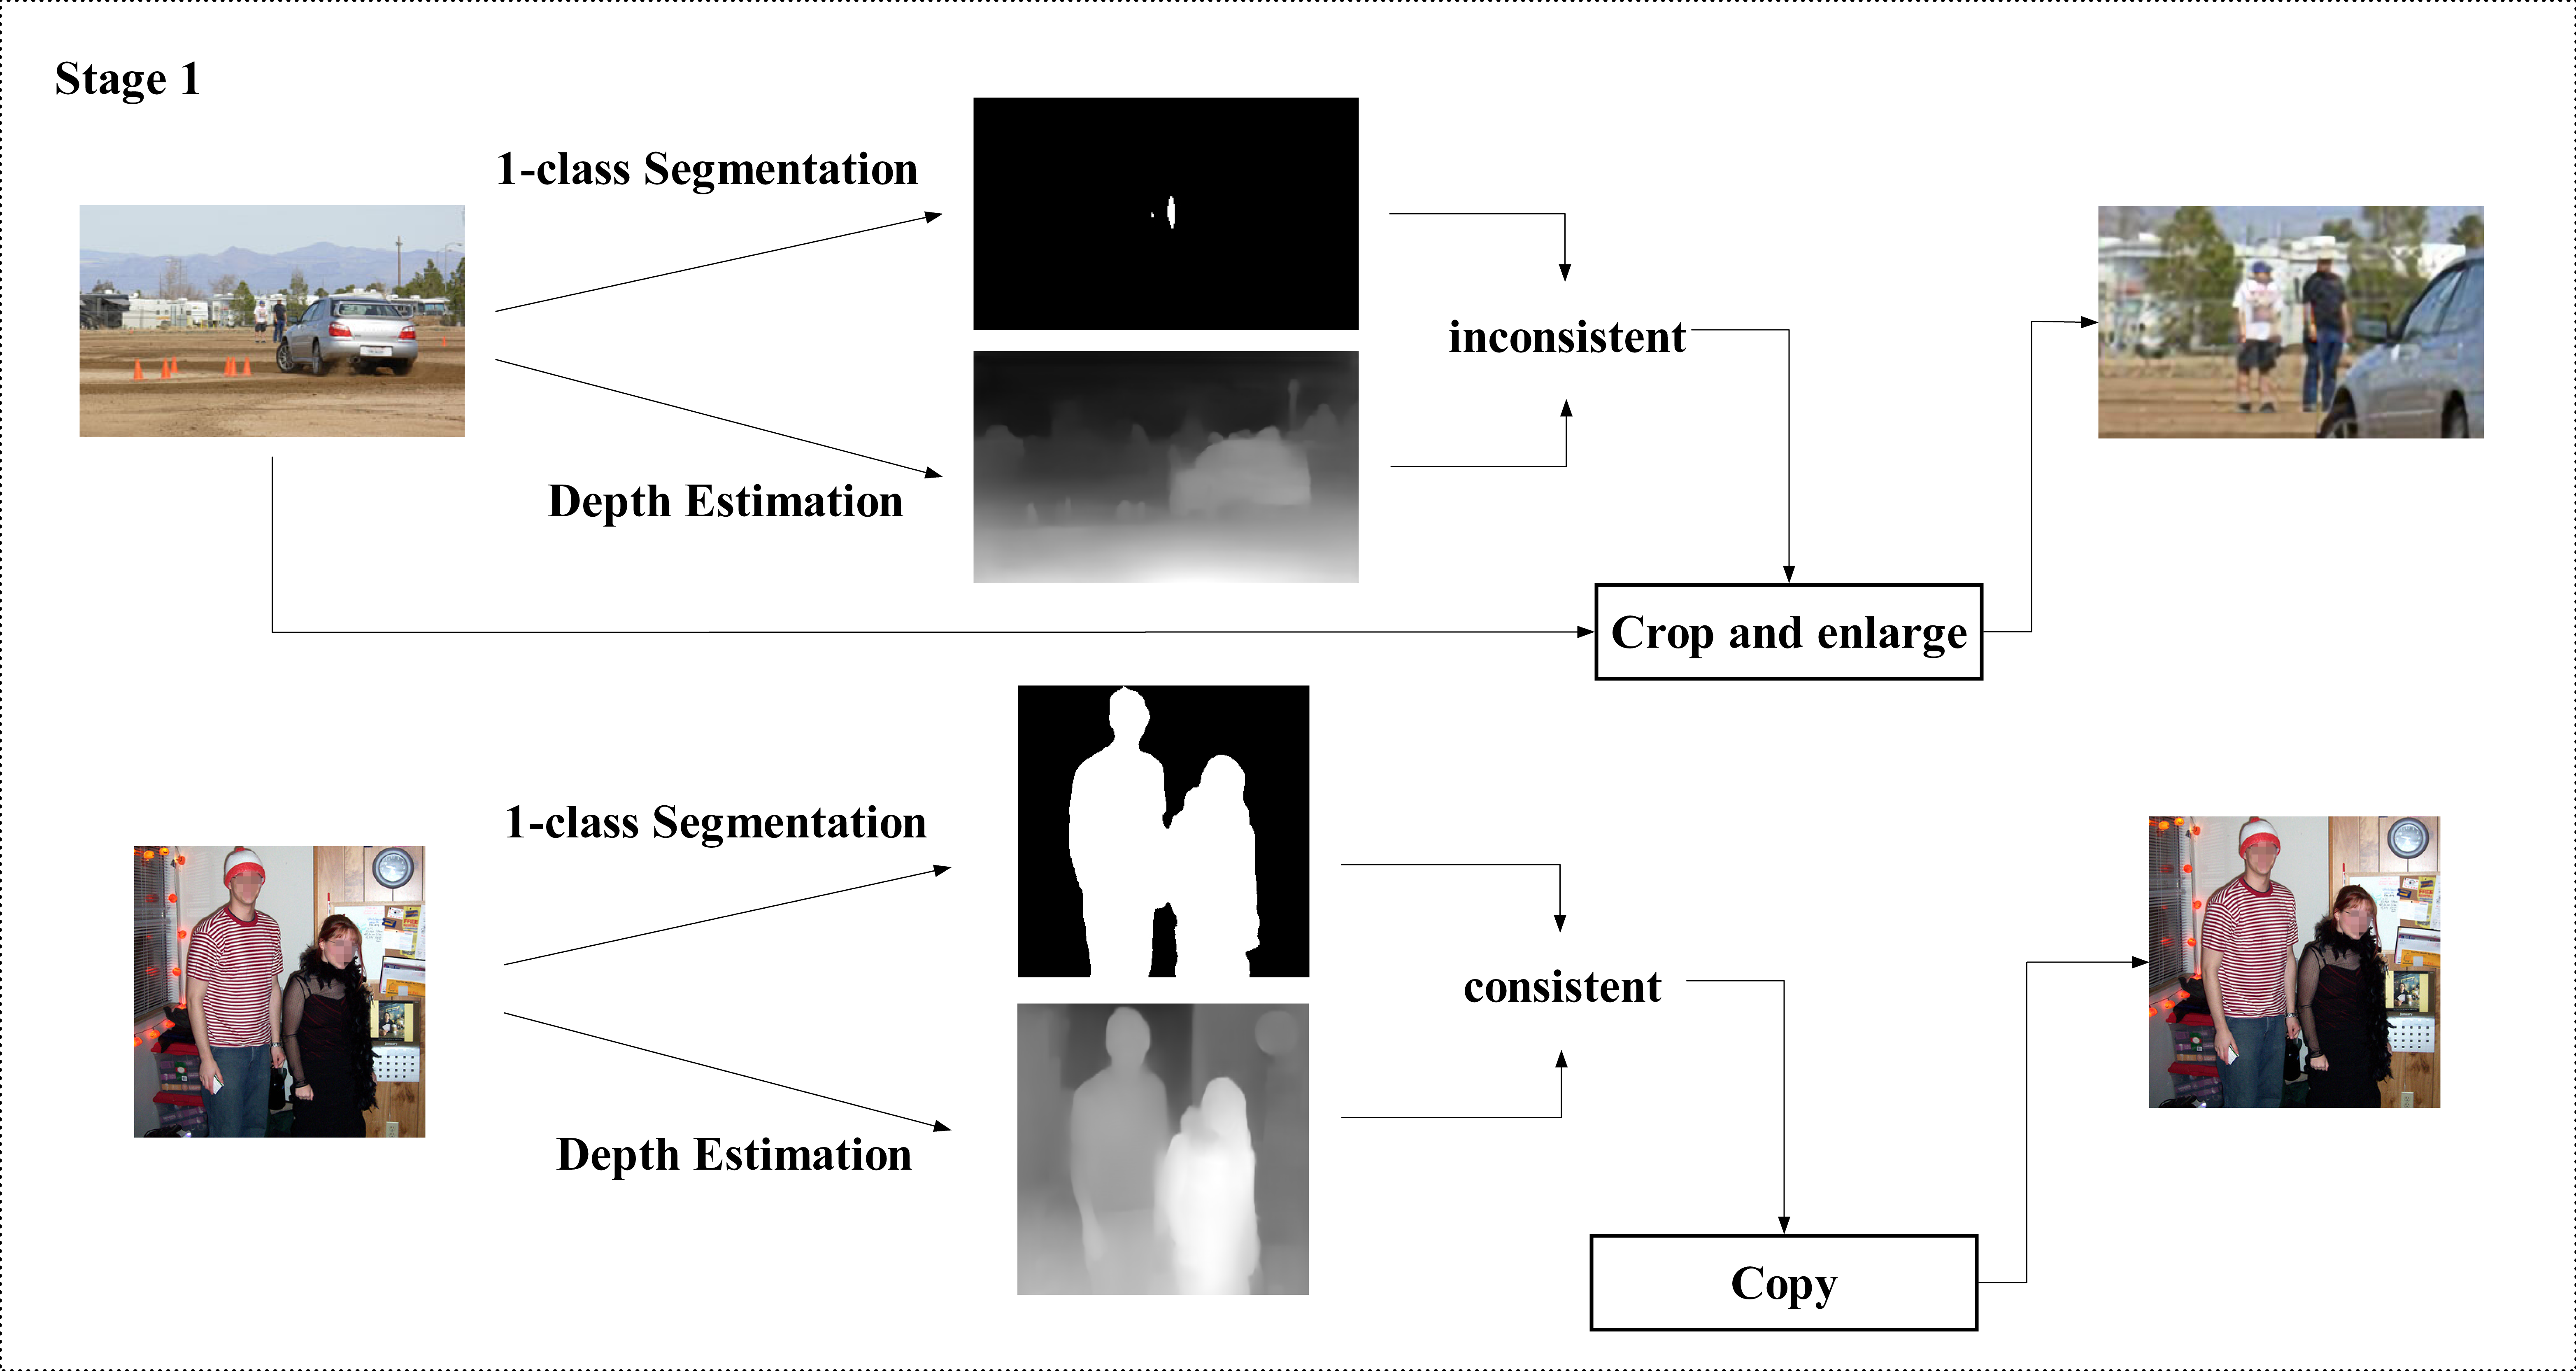 Stage 1
1-class Segmentation
inconsistent
Depth Estimation
Crop and enlarge
1-class Segmentation
consistent
Depth Estimation
Copy